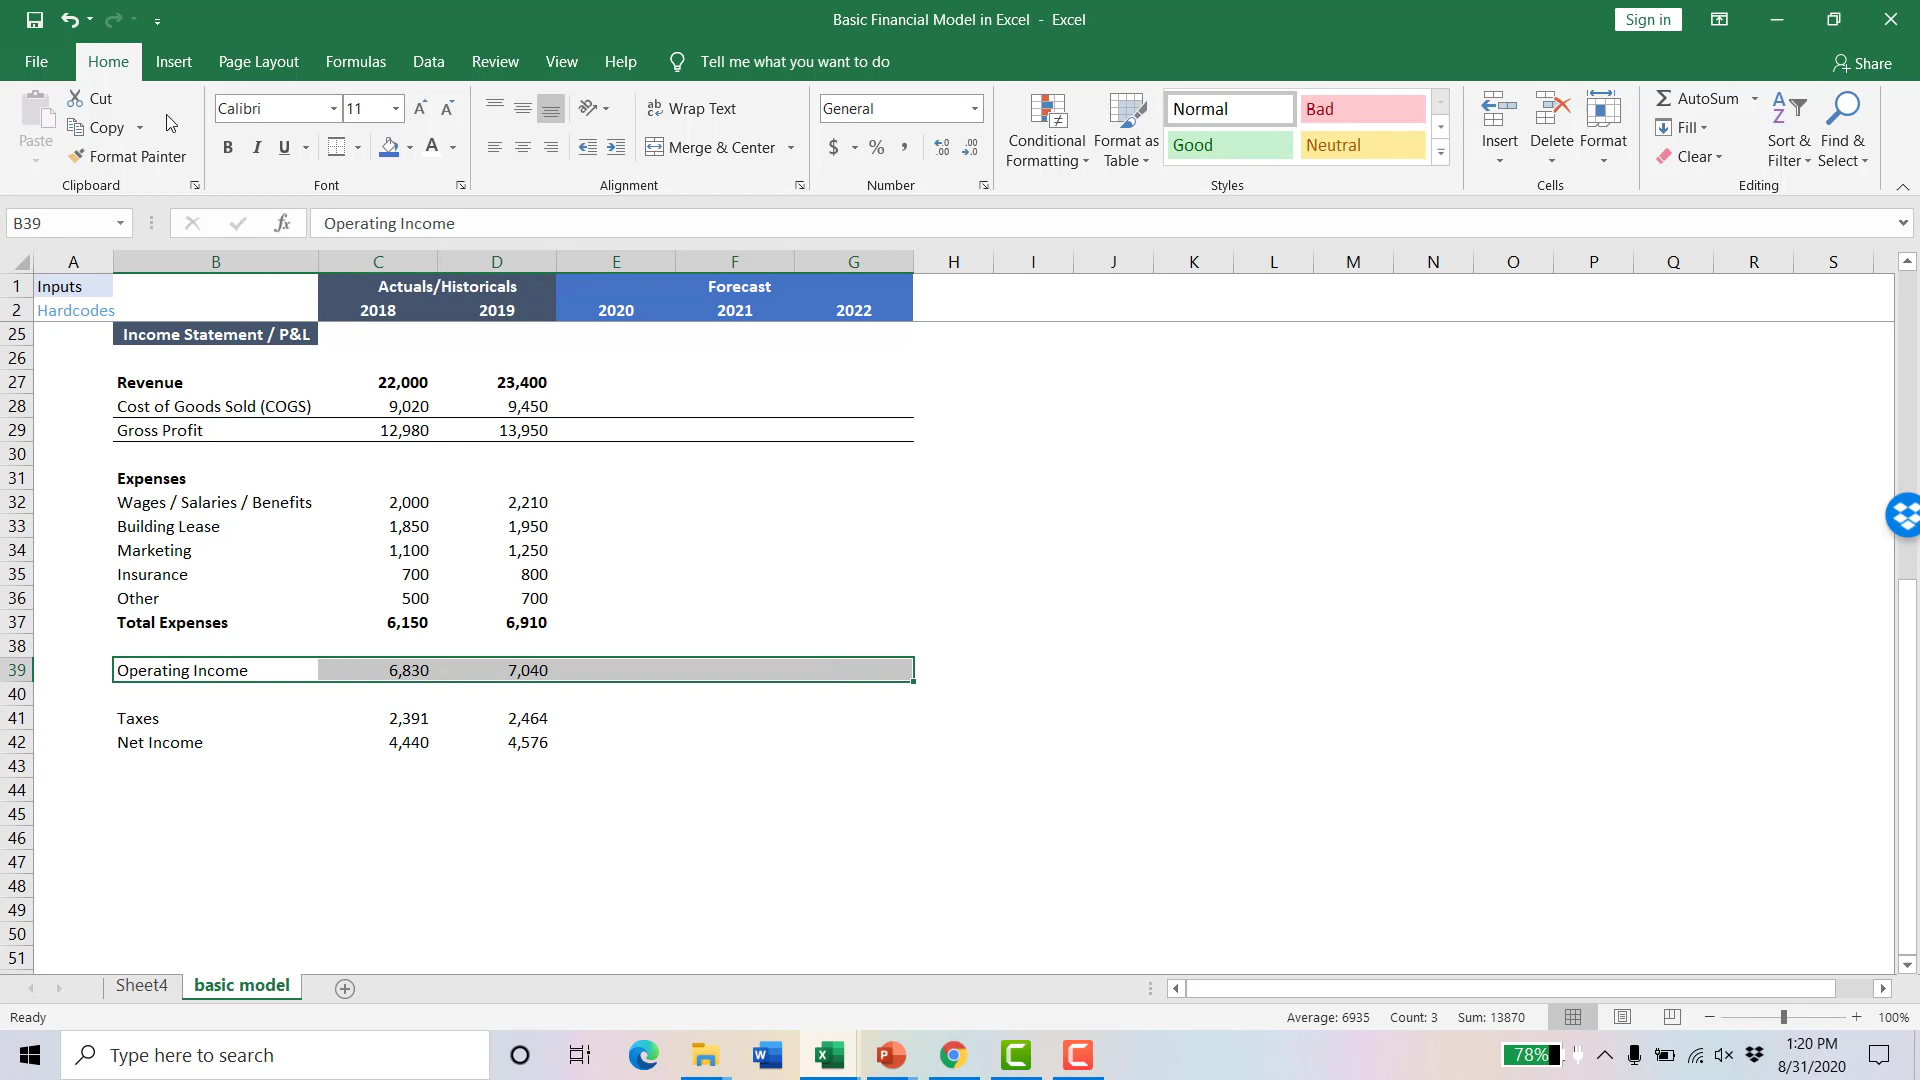 Basic Financial Model in Excel - Excel
Sign in
File Home Insert Page Layout Formulas Data Review View Help Tell me what you want to do Share
Paste
Cut
Copy
Format Painter
Clipboard
Calibri 11
B I U
Font
Wrap Text
Merge & Center
Alignment
General
$ % ,
Number
Conditional Formatting
Format as Table
Normal Bad
Good Neutral
Styles
Insert Delete Format
Cells
AutoSum
Fill
Clear
Sort & Filter
Find & Select
Editing
B39 fx Operating Income
A B C D E F G H I J K L M N O P Q R S
1 Inputs Actuals/Historicals Forecast
2 Hardcodes 2018 2019 2020 2021 2022
25 Income Statement / P&L
26
27 Revenue 22,000 23,400
28 Cost of Goods Sold (COGS) 9,020 9,450
29 Gross Profit 12,980 13,950
30
31 Expenses
32 Wages / Salaries / Benefits 2,000 2,210
33 Building Lease 1,850 1,950
34 Marketing 1,100 1,250
35 Insurance 700 800
36 Other 500 700
37 Total Expenses 6,150 6,910
38
39 Operating Income 6,830 7,040
40
41 Taxes 2,391 2,464
42 Net Income 4,440 4,576
43
44
45
46
47
48
49
50
51
Sheet4 basic model
Ready Average: 6935 Count: 3 Sum: 13870 100%
Type here to search
78%
1:20 PM
8/31/2020